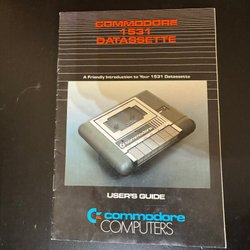 COMMODORE
1531
DATASSETTE
A Friendly Introduction to Your 1531 Datassette
USER'S GUIDE
commodore
COMPUTERS